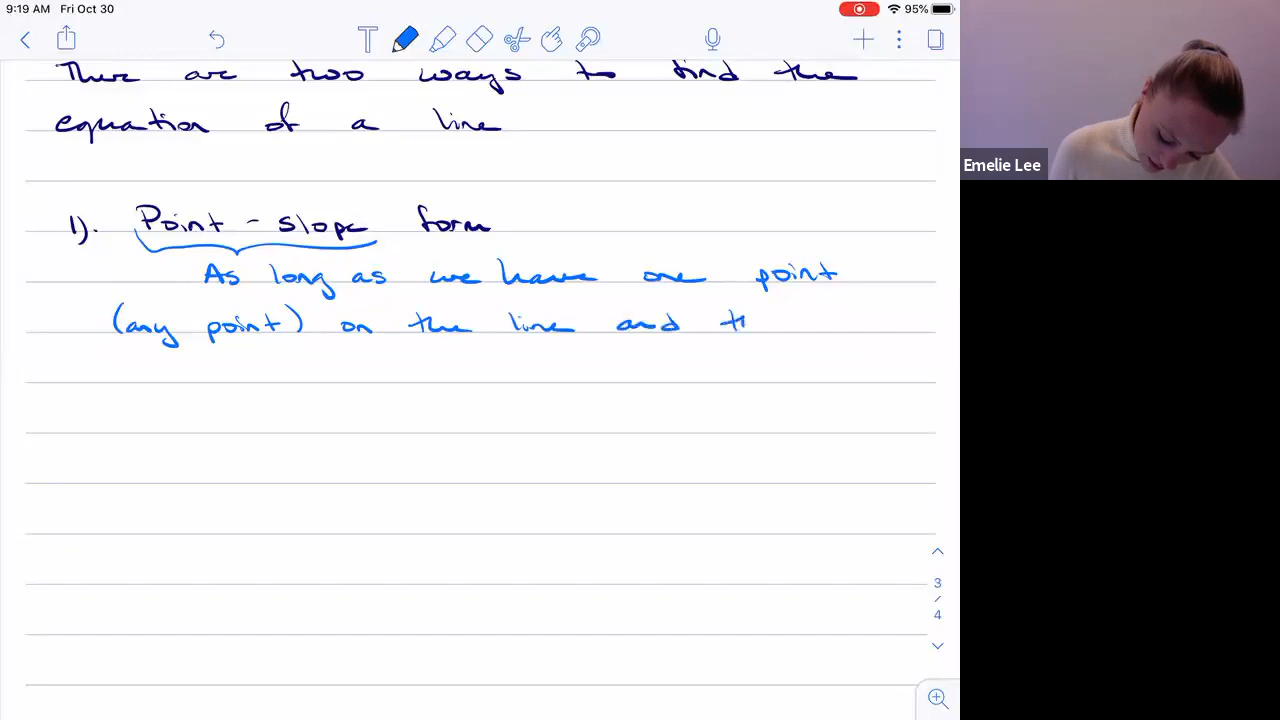 9:19 AM Fri Oct 30
95%
There are two ways to find the
equation of a line
1). Point - slope form
As long as we have one point
(any point) on the line and t
Emelie Lee
3
/
4